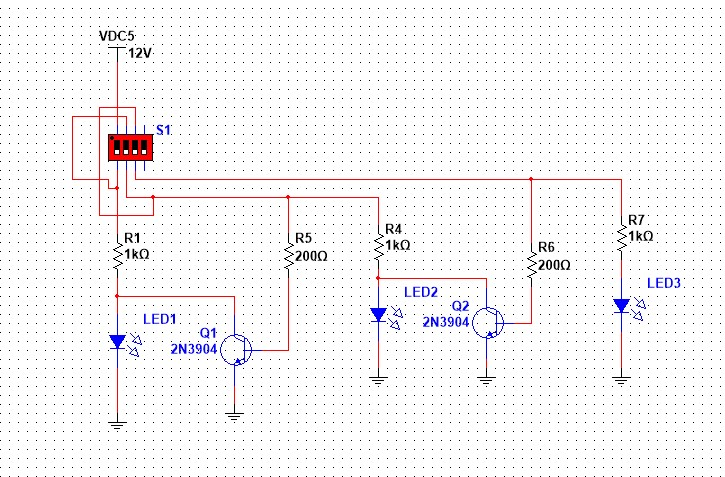 VDC5
12V
S1
R1
1kΩ
R5
200Ω
R4
1kΩ
R6
200Ω
R7
1kΩ
LED1
Q1
2N3904
LED2
Q2
2N3904
LED3